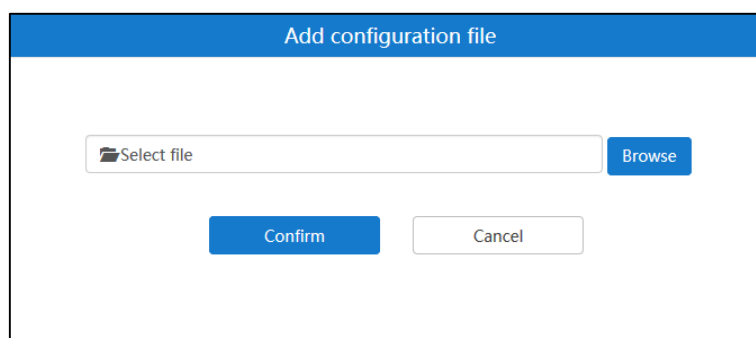 Add configuration file
Select file
Browse
Confirm
Cancel